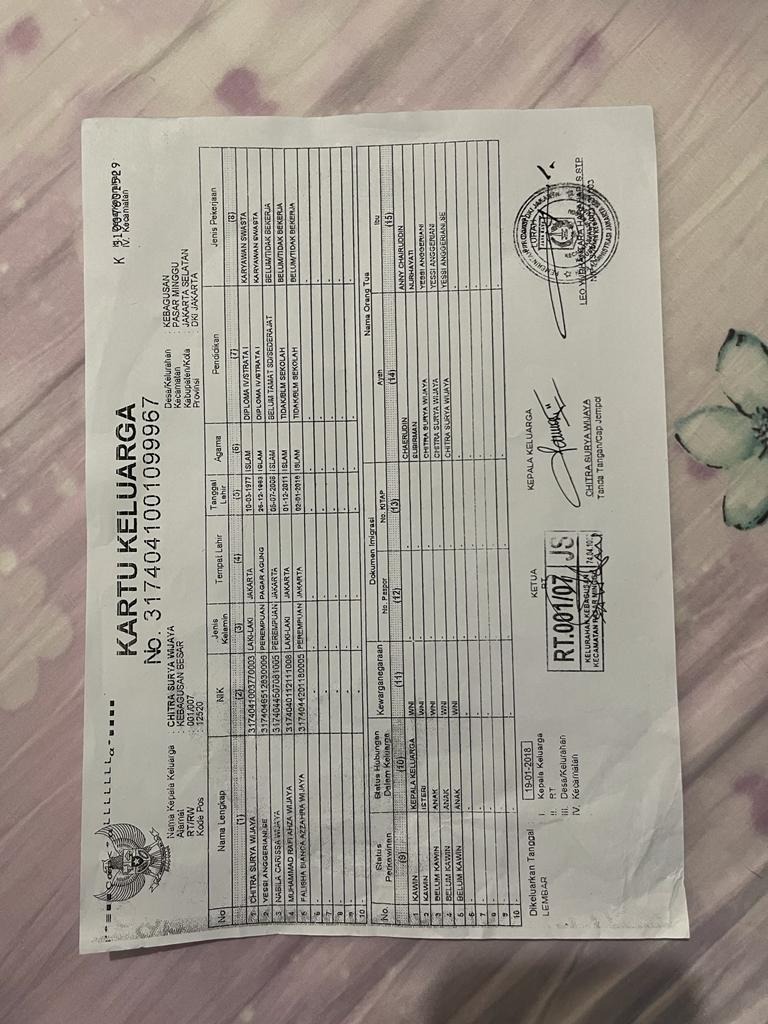 KARTU KELUARGA
No. 3174041001099967
Nama Kepala Keluarga : CHITRA SURYA WIJAYA
Alamat : KEBAGUSAN BESAR
RT/RW : 001/007
Kode Pos : 12520
Desa/Kelurahan : KEBAGUSAN
Kecamatan : PASAR MINGGU
Kabupaten/Kota : JAKARTA SELATAN
Provinsi : DKI JAKARTA
IV. Kecamatan
No Nama Lengkap NIK Jenis Kelamin Tempat Lahir Tanggal Lahir Agama Pendidikan Jenis Pekerjaan
(1) (2) (3) (4) (5) (6) (7) (8)
1 CHITRA SURYA WIJAYA 3174041003770003 LAKI-LAKI JAKARTA 10-03-1977 ISLAM DIPLOMA IV/STRATA I KARYAWAN SWASTA
2 YESSI ANGGERIANI,SE 3174046512830006 PEREMPUAN PAGAR AGUNG 25-12-1983 ISLAM DIPLOMA IV/STRATA I KARYAWAN SWASTA
3 NABILA CARISSA WIJAYA 3174044507081005 PEREMPUAN JAKARTA 05-07-2008 ISLAM BELUM TAMAT SD/SEDERAJAT BELUM/TIDAK BEKERJA
4 MUHAMMAD RAFI AHZA WIJAYA 3174040112111008 LAKI-LAKI JAKARTA 01-12-2011 ISLAM TIDAK/BLM SEKOLAH BELUM/TIDAK BEKERJA
5 FALISHA BIANCA AZZAHRA WIJAYA 3174044201180005 PEREMPUAN JAKARTA 02-01-2018 ISLAM TIDAK/BLM SEKOLAH BELUM/TIDAK BEKERJA
6 - - - - - - - -
7 - - - - - - - -
8 - - - - - - - -
9 - - - - - - - -
10 - - - - - - - -
No. Status Perkawinan Status Hubungan Dalam Keluarga Kewarganegaraan Dokumen Imigrasi Nama Orang Tua
No. Paspor No. KITAP Ayah Ibu
(9) (10) (11) (12) (13) (14) (15)
1 KAWIN KEPALA KELUARGA WNI - - CHAERUDIN ANNY CHAIRUDDIN
2 KAWIN ISTERI WNI - - SUBIRMAN NURHAYATI
3 BELUM KAWIN ANAK WNI - - CHITRA SURYA WIJAYA YESSI ANGGERIANI
4 BELUM KAWIN ANAK WNI - - CHITRA SURYA WIJAYA YESSI ANGGERIANI
5 BELUM KAWIN ANAK WNI - - CHITRA SURYA WIJAYA YESSI ANGGERIANI,SE
6 - - - - - - -
7 - - - - - - -
8 - - - - - - -
9 - - - - - - -
10 - - - - - - -
Dikeluarkan Tanggal : 19-01-2018
LEMBAR : I. Kepala Keluarga
II. RT
III. Desa/Kelurahan
IV. Kecamatan
KETUA
RT
RT.001/07 JS
KELURAHAN KEBAGUSAN
KECAMATAN PASAR MINGGU
KEPALA KELUARGA
CHITRA SURYA WIJAYA
Tanda Tangan/Cap Jempol
LURAH